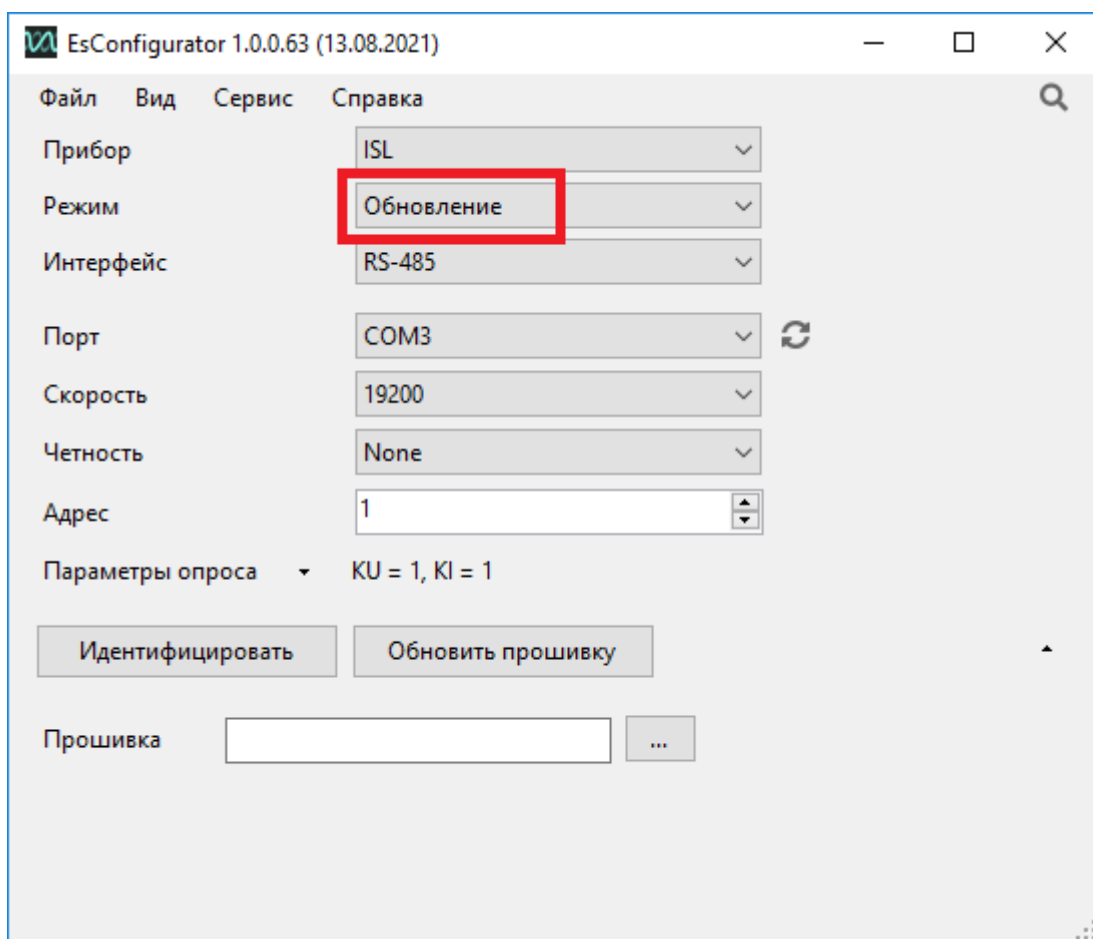 EsConfigurator 1.0.0.63 (13.08.2021)
Файл Вид Сервис Справка
Прибор ISL
Режим Обновление
Интерфейс RS-485
Порт COM3
Скорость 19200
Четность None
Адрес 1
Параметры опроса KU = 1, KI = 1
Идентифицировать Обновить прошивку
Прошивка ...